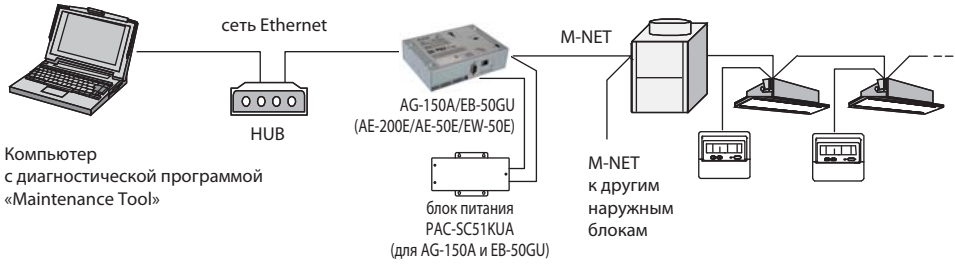 сеть Ethernet
HUB
Компьютер
с диагностической программой
«Maintenance Tool»
AG-150A/EB-50GU
(AE-200E/AE-50E/EW-50E)
блок питания
PAC-SC51KUA
(для AG-150A и EB-50GU)
M-NET
M-NET
к другим
наружным
блокам